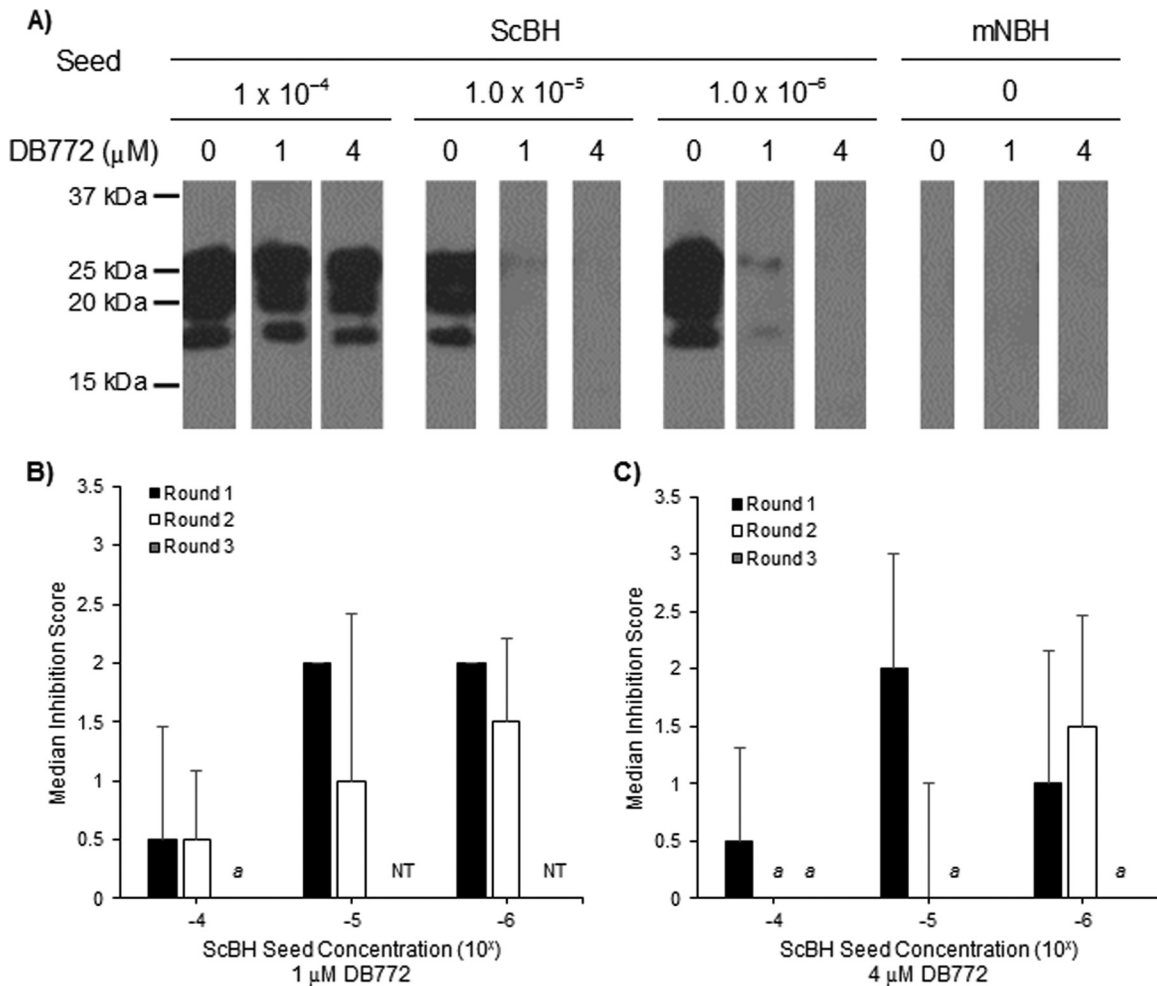 A)
ScBH mNBH
Seed
1 x 10⁻⁴ 1.0 x 10⁻⁵ 1.0 x 10⁻⁶ 0
DB772 (μM) 0 1 4 0 1 4 0 1 4 0 1 4
37 kDa
25 kDa
20 kDa
15 kDa
B)
Median Inhibition Score
3.5
3
2.5
2
1.5
1
0.5
0
Round 1
Round 2
Round 3
a NT NT
-4 -5 -6
ScBH Seed Concentration (10ˣ)
1 μM DB772
C)
Median Inhibition Score
3.5
3
2.5
2
1.5
1
0.5
0
Round 1
Round 2
Round 3
a a a a
-4 -5 -6
ScBH Seed Concentration (10ˣ)
4 μM DB772